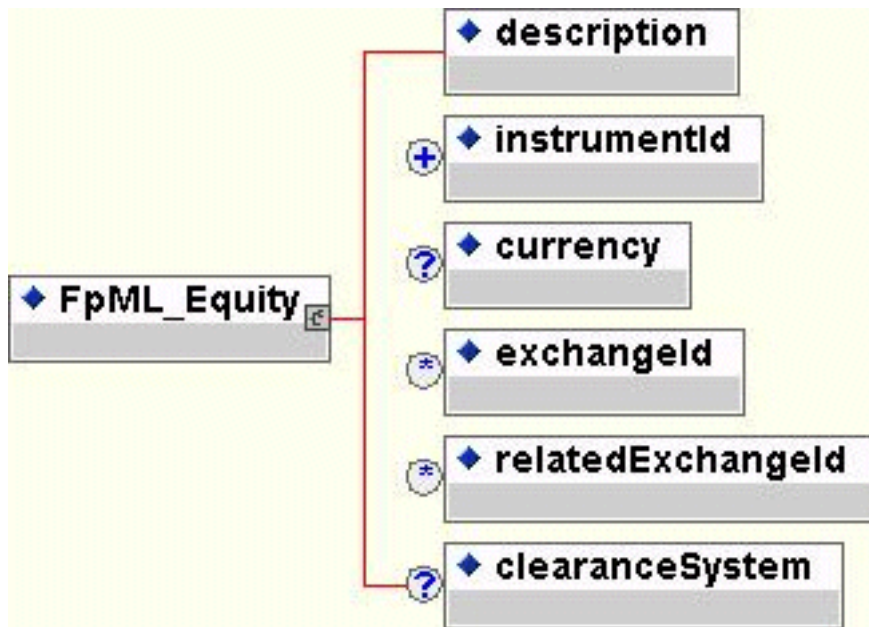 description
+ instrumentId
? currency
FpML_Equity
* exchangeId
* relatedExchangeId
? clearanceSystem